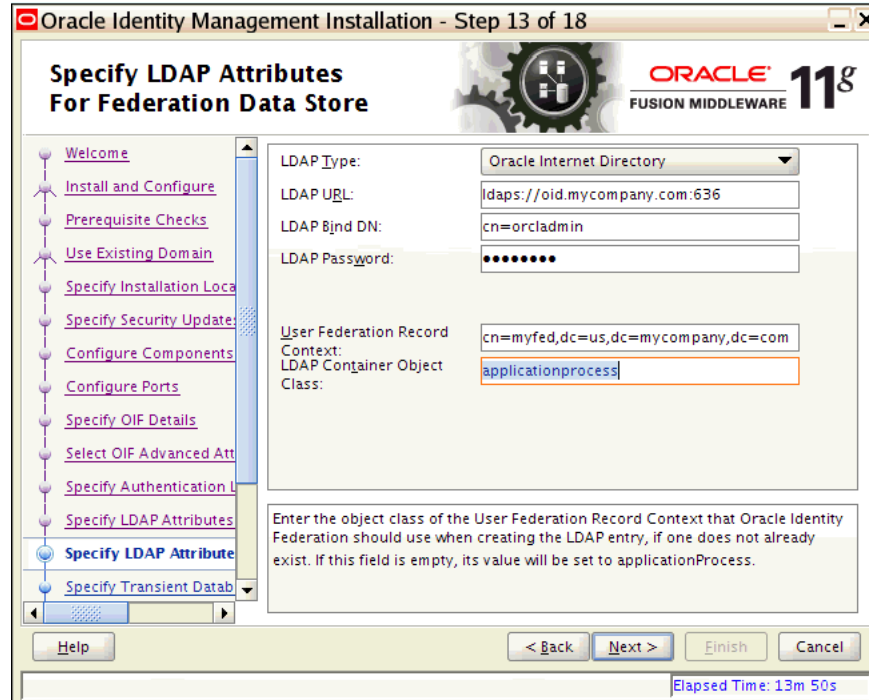 Oracle Identity Management Installation - Step 13 of 18
Specify LDAP Attributes
For Federation Data Store
ORACLE
FUSION MIDDLEWARE
11g
Welcome
Install and Configure
Prerequisite Checks
Use Existing Domain
Specify Installation Loca
Specify Security Updates
Configure Components
Configure Ports
Specify OIF Details
Select OIF Advanced Att
Specify Authentication L
Specify LDAP Attributes
Specify LDAP Attribute
Specify Transient Datab
LDAP Type:
Oracle Internet Directory
LDAP URL:
ldaps://oid.mycompany.com:636
LDAP Bind DN:
cn=orcladmin
LDAP Password:
●●●●●●●●
User Federation Record
Context:
cn=myfed,dc=us,dc=mycompany,dc=com
LDAP Container Object
Class:
applicationprocess
Enter the object class of the User Federation Record Context that Oracle Identity
Federation should use when creating the LDAP entry, if one does not already
exist. If this field is empty, its value will be set to applicationProcess.
Help
< Back
Next >
Finish
Cancel
Elapsed Time: 13m 50s